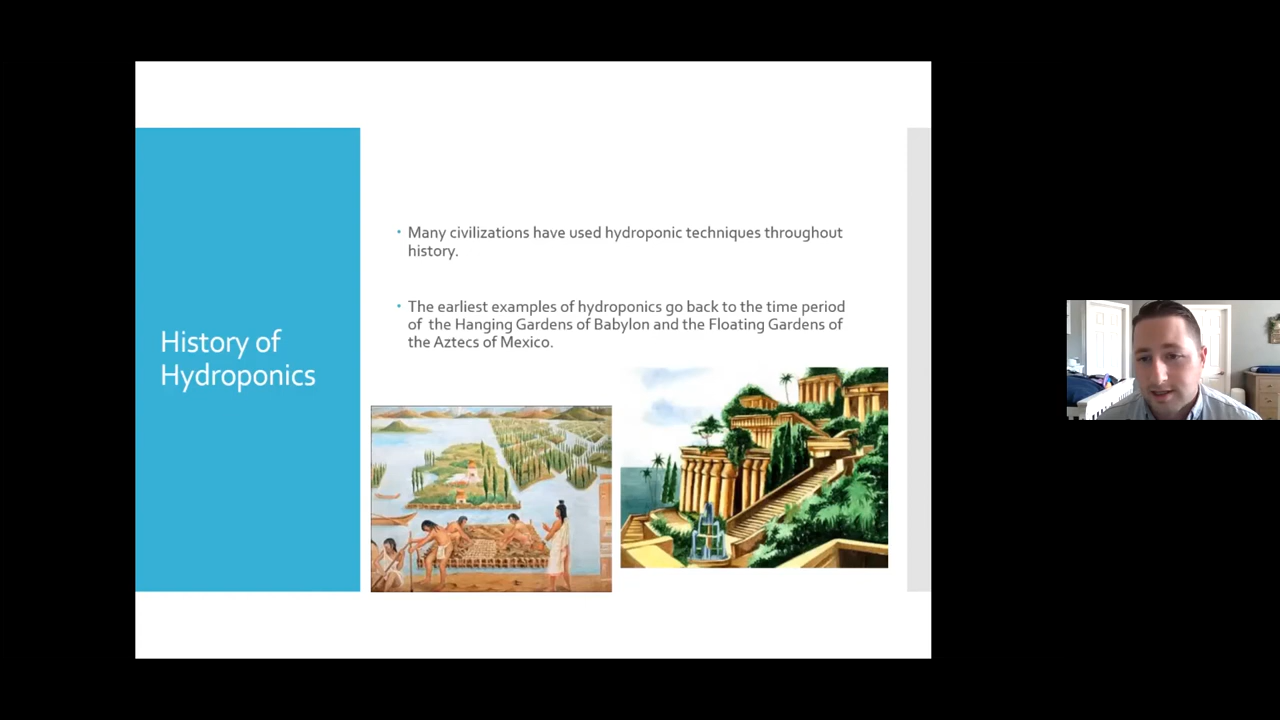 History of
Hydroponics
• Many civilizations have used hydroponic techniques throughout
history.
• The earliest examples of hydroponics go back to the time period
of  the Hanging Gardens of Babylon and the Floating Gardens of
the Aztecs of Mexico.